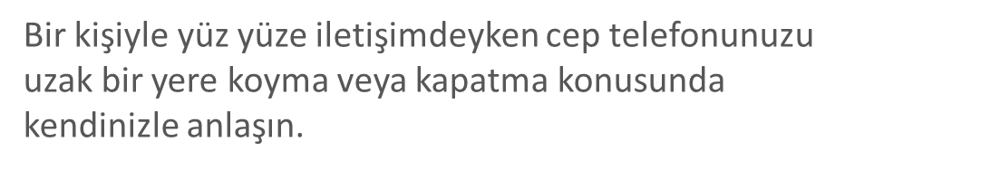 Bir kişiyle yüz yüze iletişimdeyken cep telefonunuzu
uzak bir yere koyma veya kapatma konusunda
kendinizle anlaşın.